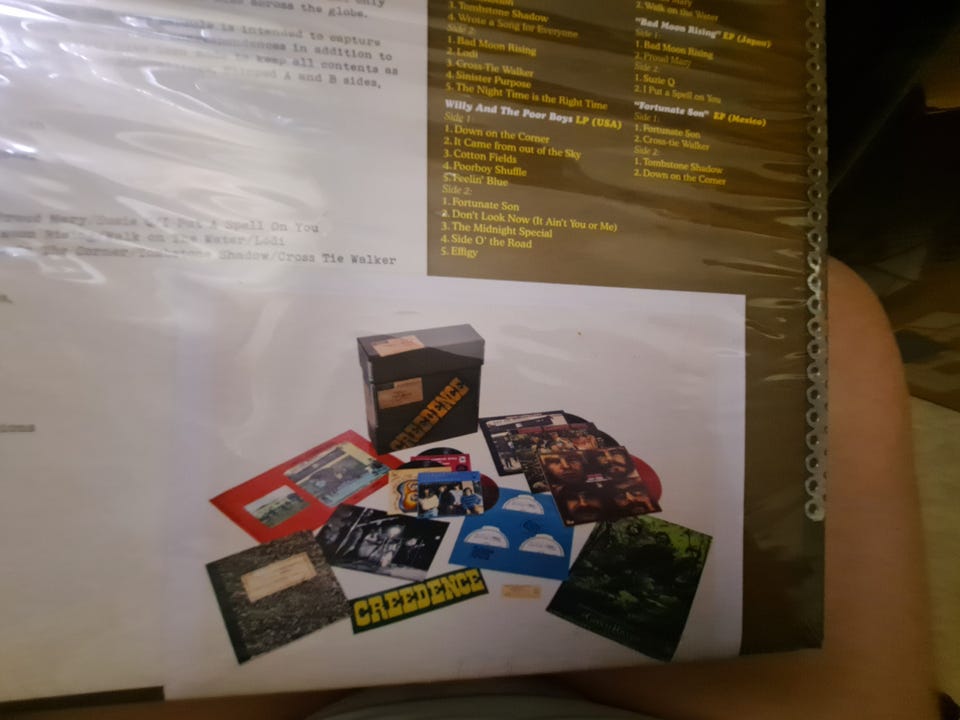 only
across the globe.
is intended to capture
in addition to
to keep all contents as
A and B sides,
I Put A Spell On You
Walk on The Water/Lodi
Corner/Tombstone Shadow/Cross Tie Walker
3. Tombstone Shadow
4. Wrote a Song for Everyone
Side 2:
1. Bad Moon Rising
2. Lodi
3. Cross-Tie Walker
4. Sinister Purpose
5. The Night Time is the Right Time
Willy And The Poor Boys LP (USA)
Side 1:
1. Down on the Corner
2. It Came from out of the Sky
3. Cotton Fields
4. Poorboy Shuffle
5. Feelin' Blue
Side 2:
1. Fortunate Son
2. Don't Look Now (It Ain't You or Me)
3. The Midnight Special
4. Side O' the Road
5. Effigy
Mary
2. Walk on the Water
"Bad Moon Rising" EP (Japan)
Side 1:
1. Bad Moon Rising
2. Proud Mary
Side 2:
1. Suzie Q
2. I Put a Spell on You
"Fortunate Son" EP (Mexico)
Side 1:
1. Fortunate Son
2. Cross-tie Walker
Side 2:
1. Tombstone Shadow
2. Down on the Corner
CREEDENCE
CREEDENCE